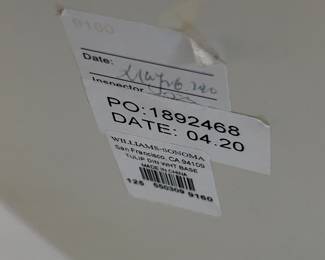 9160
Date:
Inspector
PO:1892468
DATE: 04.20
WILLIAMS-SONOMA
San Francisco, CA 94109
TULIP DIN WHT BASE
MADE IN CHINA
125 550309 9160